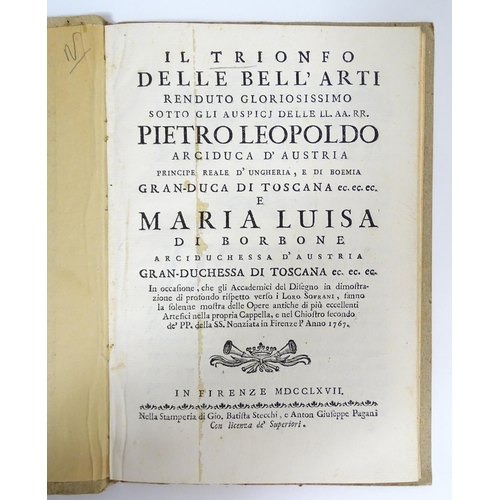 IL TRIONFO
DELLE BELL' ARTI
RENDUTO GLORIOSISSIMO
SOTTO GLI AUSPICJ DELLE LL. AA. RR.
PIETRO LEOPOLDO
ARCIDUCA D' AUSTRIA
PRINCIPE REALE D' UNGHERIA, E DI BOEMIA
GRAN-DUCA DI TOSCANA ec. ec. ec.
E
MARIA LUISA
DI BORBONE
ARCIDUCHESSA D' AUSTRIA
GRAN-DUCHESSA DI TOSCANA ec. ec. ec.
In occasione, che gli Accademici del Disegno in dimostra-
zione di profondo rispetto verso i LORO SOVRANI, fanno
la solenne mostra delle Opere antiche di più eccellenti
Artefici nella propria Cappella, e nel Chiostro secondo
de' PP. della SS. Nonziata in Firenze l' Anno 1767.
IN FIRENZE MDCCLXVII.
Nella Stamperia di Gio. Batista Stecchi, e Anton Giuseppe Pagani
Con licenza de' Superiori.